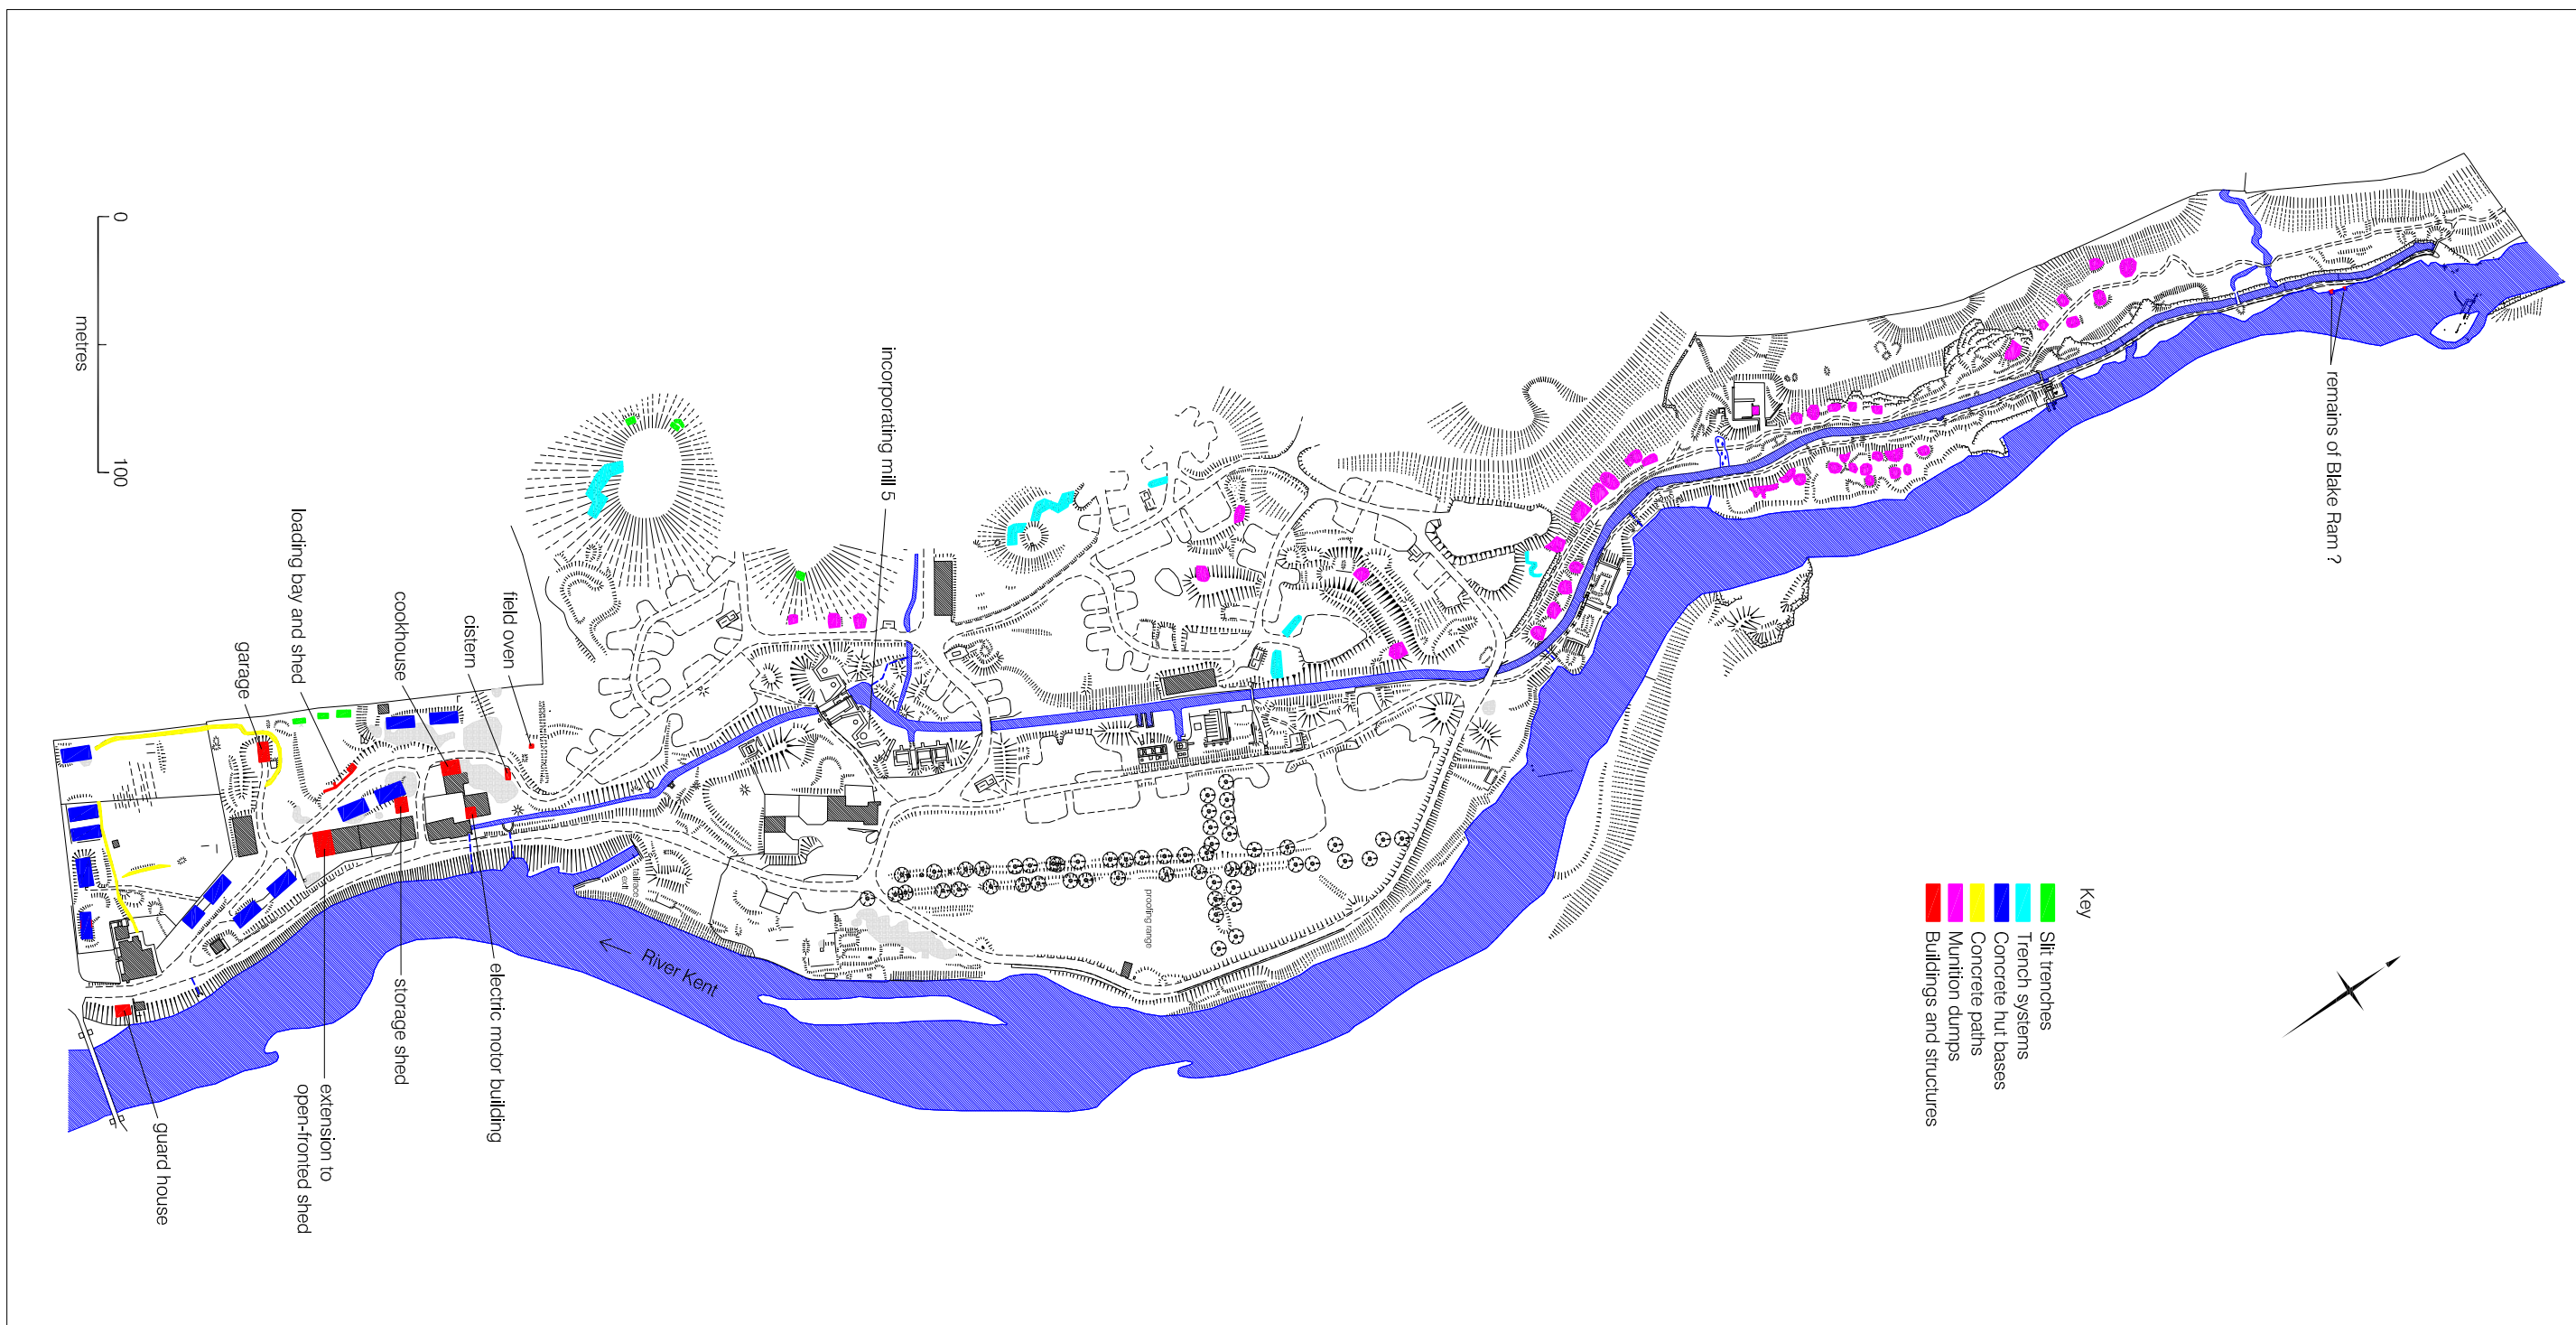 remains of Blake Ram ?
incorporating mill 5
field oven
cistern
cookhouse
loading bay and shed
garage
0
100
metres
tailrace
exit
proofing range
River Kent
electric motor building
storage shed
extension to
open-fronted shed
guard house
Key
Slit trenches
Trench systems
Concrete hut bases
Concrete paths
Munition dumps
Buildings and structures